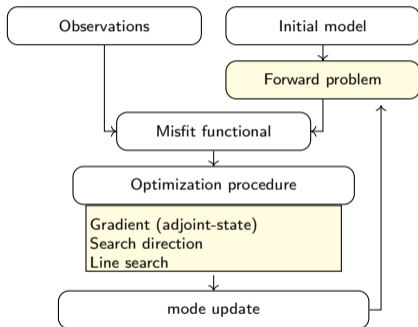 Observations
Initial model
Forward problem
Misfit functional
Optimization procedure
Gradient (adjoint-state)
Search direction
Line search
mode update